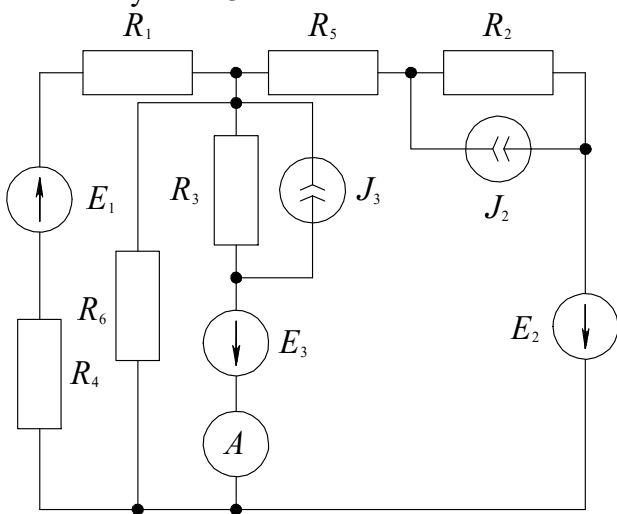 R₁ R₅ R₂
E₁ R₃ J₃ J₂
R₆ E₃ E₂
R₄
A